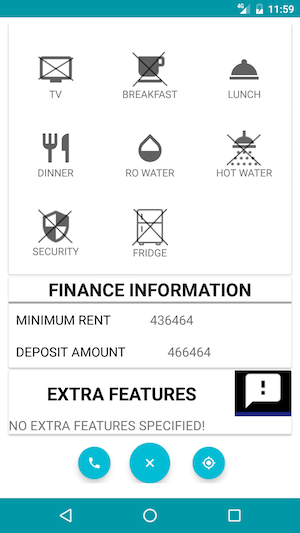 4G 11:59
TV BREAKFAST LUNCH
DINNER RO WATER HOT WATER
SECURITY FRIDGE
FINANCE INFORMATION
MINIMUM RENT 436464
DEPOSIT AMOUNT 466464
EXTRA FEATURES
NO EXTRA FEATURES SPECIFIED!